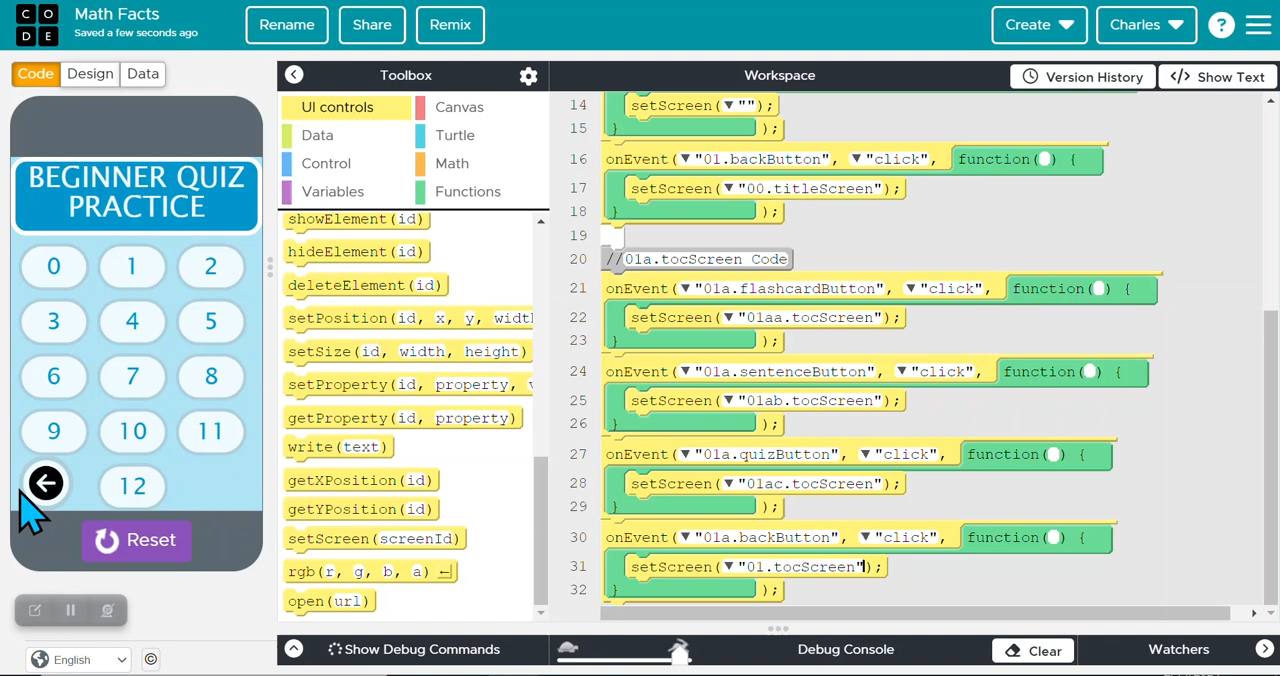 C O
D E
Math Facts
Saved a few seconds ago
Rename
Share
Remix
Create
Charles
?
Code
Design
Data
Toolbox
Workspace
Version History
</> Show Text
BEGINNER QUIZ
PRACTICE
0 1 2
3 4 5
6 7 8
9 10 11
12
Reset
English
©
UI controls
Canvas
Data
Turtle
Control
Math
Variables
Functions
showElement(id)
hideElement(id)
deleteElement(id)
setPosition(id, x, y, width
setSize(id, width, height)
setProperty(id, property, v
getProperty(id, property)
write(text)
getXPosition(id)
getYPosition(id)
setScreen(screenId)
rgb(r, g, b, a)
open(url)
14 setScreen(▼"");
15 } );
16 onEvent(▼"01.backButton", ▼"click", function( ) {
17 setScreen(▼"00.titleScreen");
18 } );
19
20 //01a.tocScreen Code
21 onEvent(▼"01a.flashcardButton", ▼"click", function( ) {
22 setScreen(▼"01aa.tocScreen");
23 } );
24 onEvent(▼"01a.sentenceButton", ▼"click", function( ) {
25 setScreen(▼"01ab.tocScreen");
26 } );
27 onEvent(▼"01a.quizButton", ▼"click", function( ) {
28 setScreen(▼"01ac.tocScreen");
29 } );
30 onEvent(▼"01a.backButton", ▼"click", function( ) {
31 setScreen(▼"01.tocScreen");
32 } );
Show Debug Commands
Debug Console
Clear
Watchers